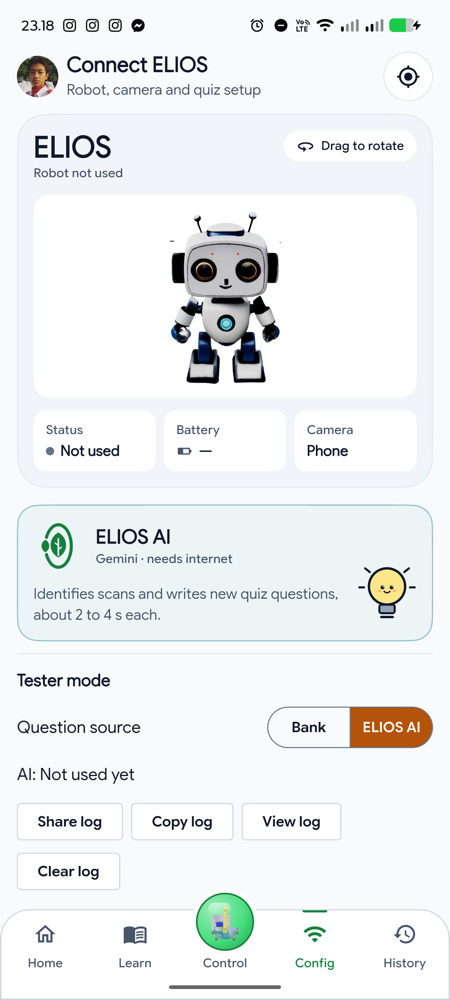 23.18
Vo LTE
Connect ELIOS
Robot, camera and quiz setup
ELIOS
Robot not used
Drag to rotate
Status
Not used
Battery
—
Camera
Phone
ELIOS AI
Gemini · needs internet
Identifies scans and writes new quiz questions,
about 2 to 4 s each.
Tester mode
Question source
Bank
ELIOS AI
AI: Not used yet
Share log
Copy log
View log
Clear log
Home
Learn
Control
Config
History